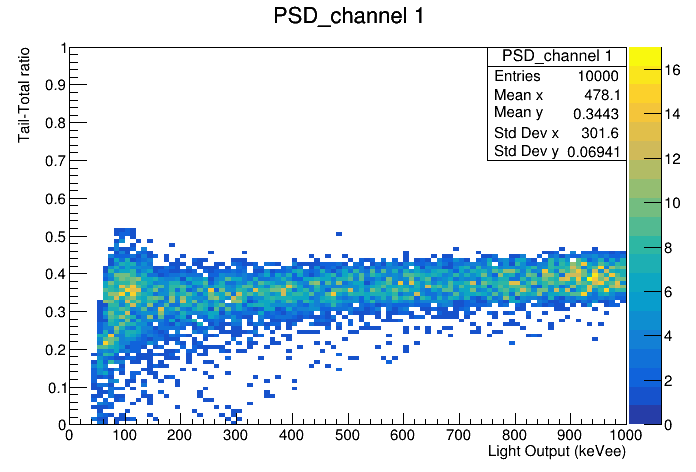 PSD_channel 1
Tail-Total ratio
PSD_channel 1
Entries 10000
Mean x 478.1
Mean y 0.3443
Std Dev x 301.6
Std Dev y 0.06941
1
0.9
0.8
0.7
0.6
0.5
0.4
0.3
0.2
0.1
0
0 100 200 300 400 500 600 700 800 900 1000
Light Output (keVee)
16
14
12
10
8
6
4
2
0